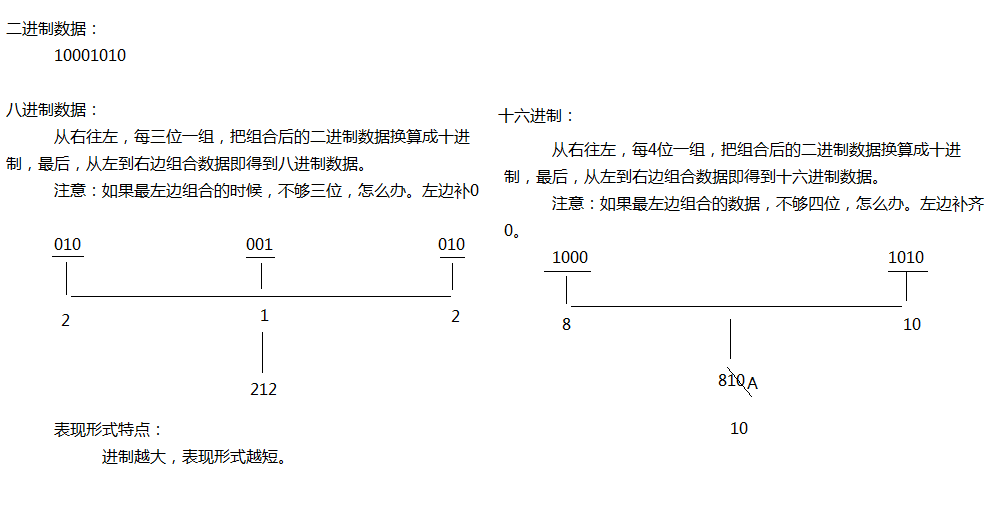 二进制数据：
10001010
八进制数据：
从右往左，每三位一组，把组合后的二进制数据换算成十进
制，最后，从左到右边组合数据即得到八进制数据。
注意：如果最左边组合的时候，不够三位，怎么办。左边补0
010 001 010
2 1 2
212
表现形式特点：
进制越大，表现形式越短。
十六进制：
从右往左，每4位一组，把组合后的二进制数据换算成十进
制，最后，从左到右边组合数据即得到十六进制数据。
注意：如果最左边组合的数据，不够四位，怎么办。左边补齐
0。
1000 1010
8 10
810 A
10